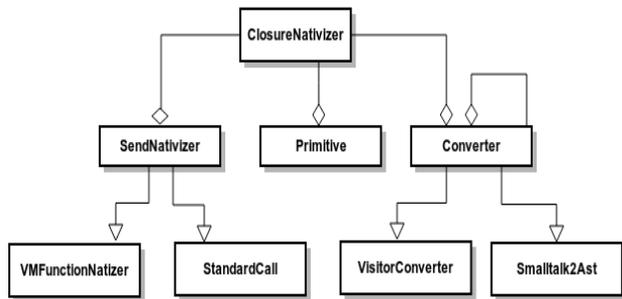 ClosureNativizer
SendNativizer
Primitive
Converter
VMFunctionNatizer
StandardCall
VisitorConverter
Smalltalk2Ast